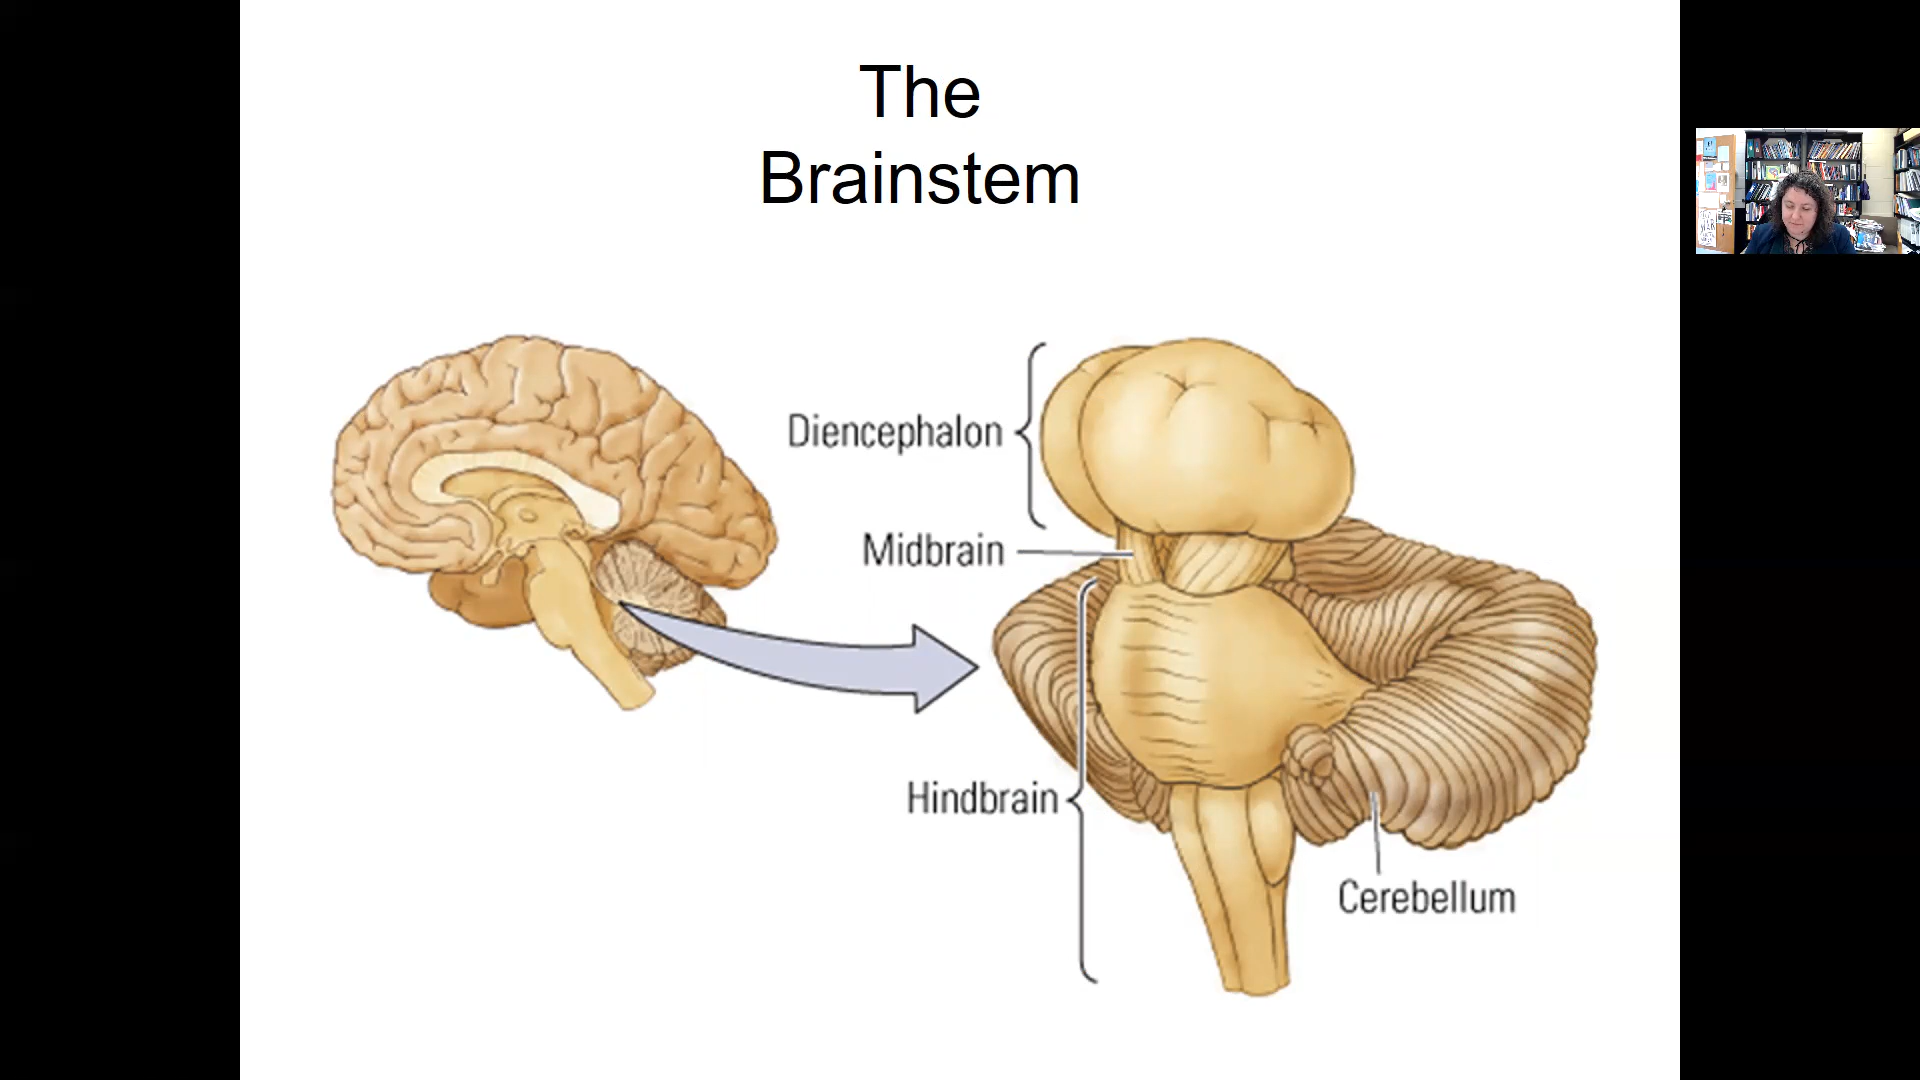 The
Brainstem
Diencephalon
Midbrain
Hindbrain
Cerebellum